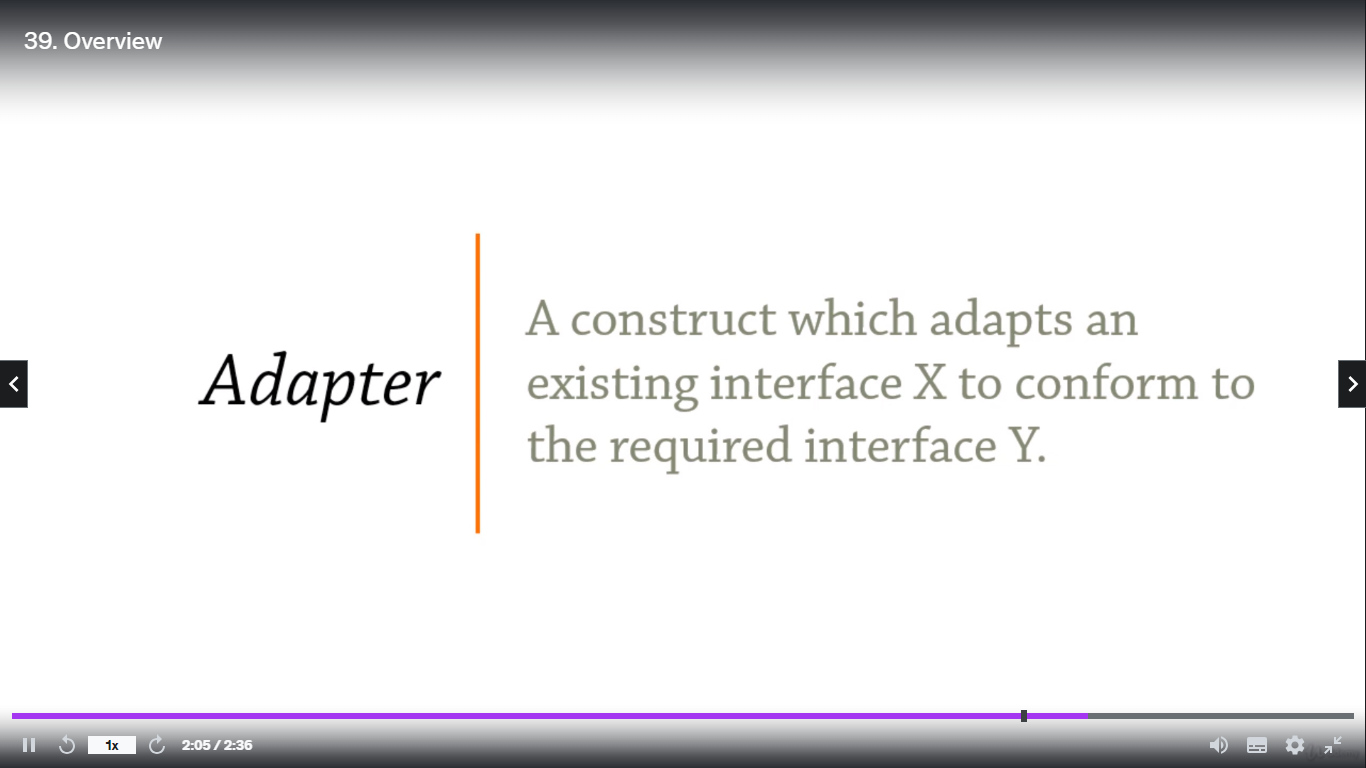 39. Overview
Adapter
A construct which adapts an
existing interface X to conform to
the required interface Y.
1x
2:05 / 2:36